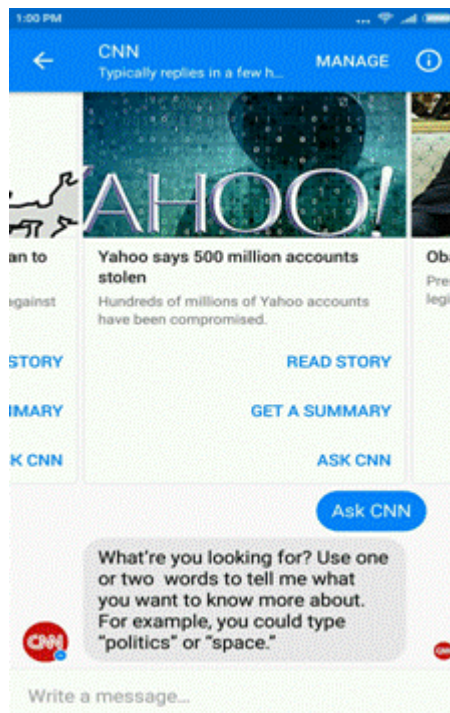 1:00 PM
CNN
Typically replies in a few h...
MANAGE
YAHOO!
an to
against
STORY
MMARY
K CNN
Yahoo says 500 million accounts
stolen
Hundreds of millions of Yahoo accounts
have been compromised.
READ STORY
GET A SUMMARY
ASK CNN
Oba
Pre
legi
Ask CNN
What're you looking for? Use one
or two words to tell me what
you want to know more about.
For example, you could type
"politics" or "space."
CNN
Write a message...